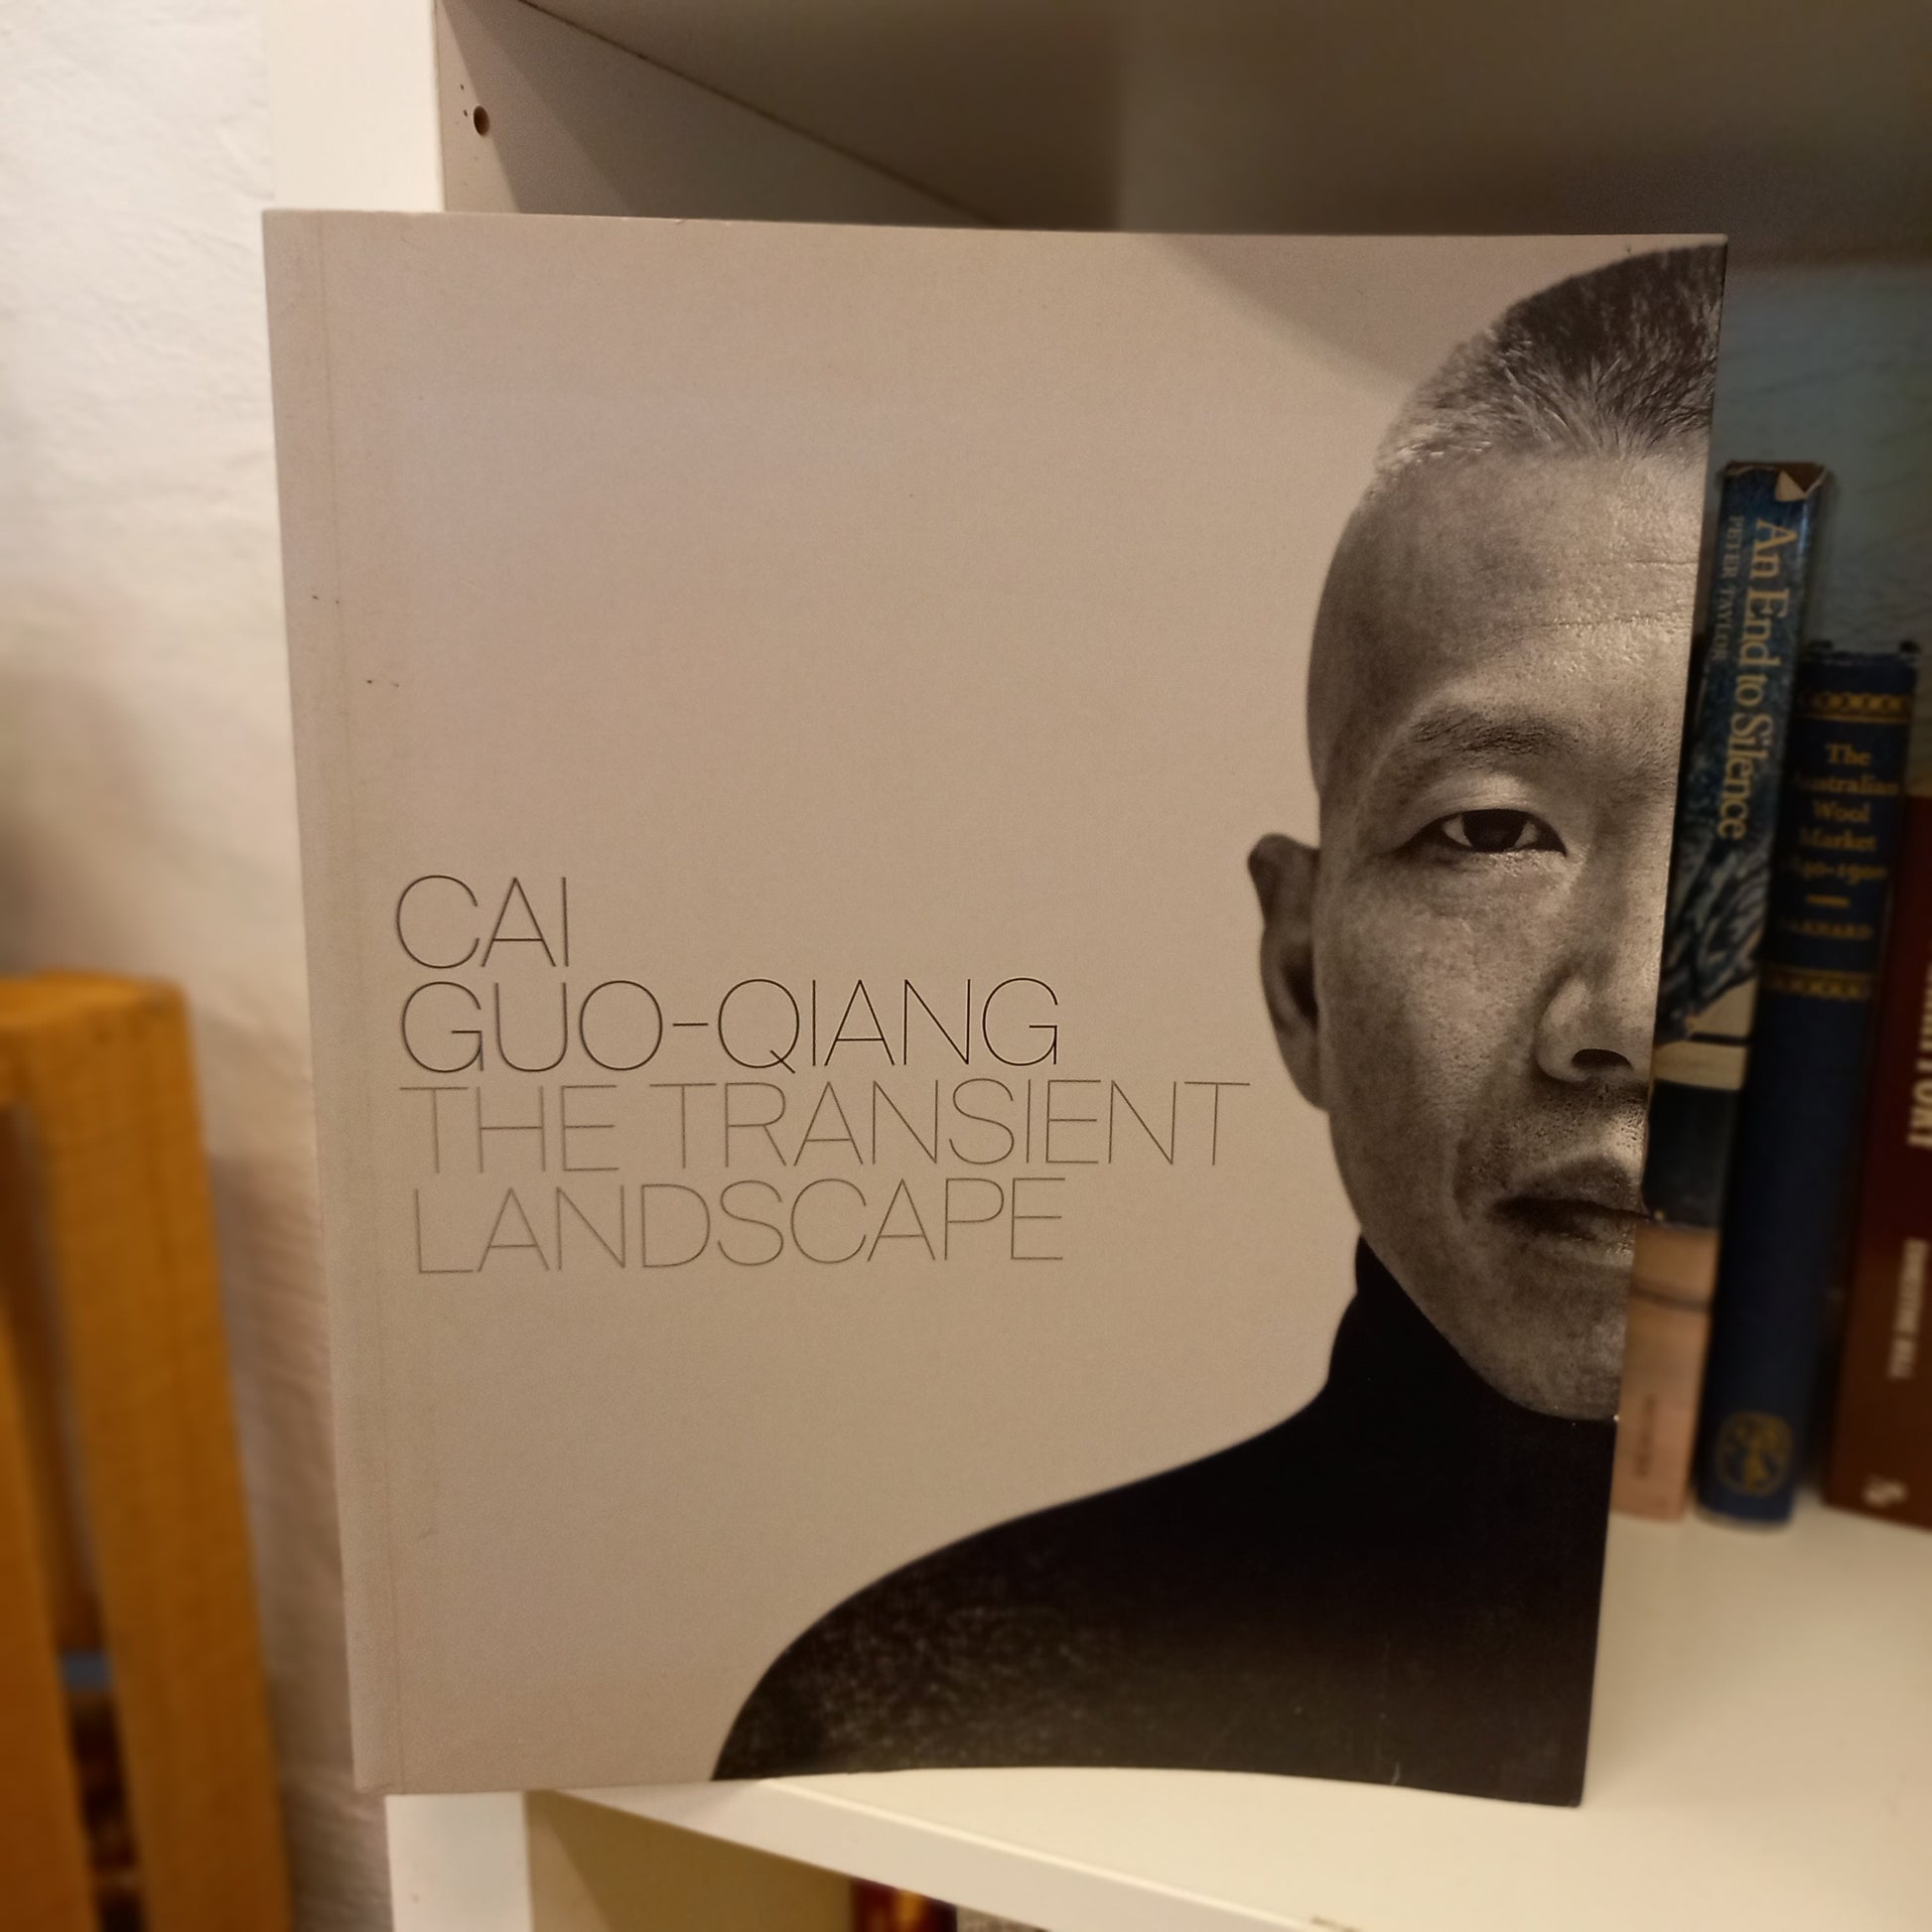 CAI
GUO-QIANG
THE TRANSIENT
LANDSCAPE
An End to Silence
PETER TAYLOR
The
Australian
Wool
Market